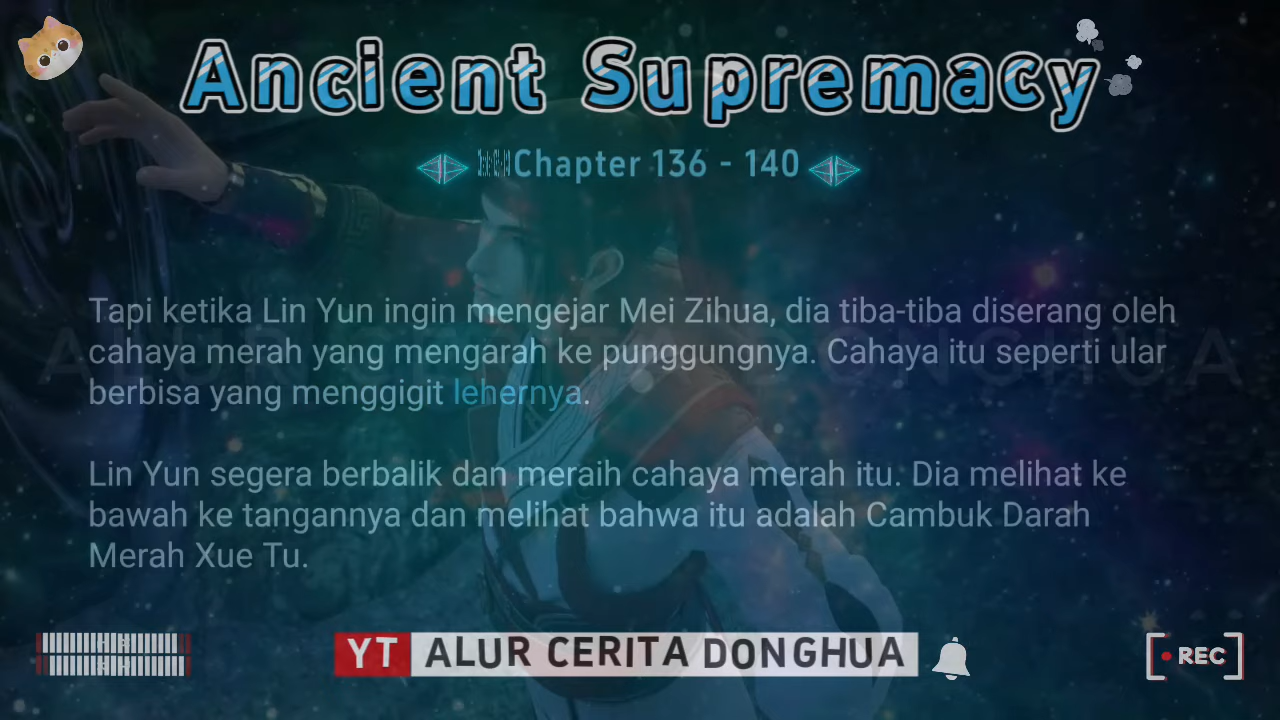 Ancient Supremacy
Chapter 136 - 140
Tapi ketika Lin Yun ingin mengejar Mei Zihua, dia tiba-tiba diserang oleh
cahaya merah yang mengarah ke punggungnya. Cahaya itu seperti ular
berbisa yang menggigit lehernya.
Lin Yun segera berbalik dan meraih cahaya merah itu. Dia melihat ke
bawah ke tangannya dan melihat bahwa itu adalah Cambuk Darah
Merah Xue Tu.
YT ALUR CERITA DONGHUA
REC